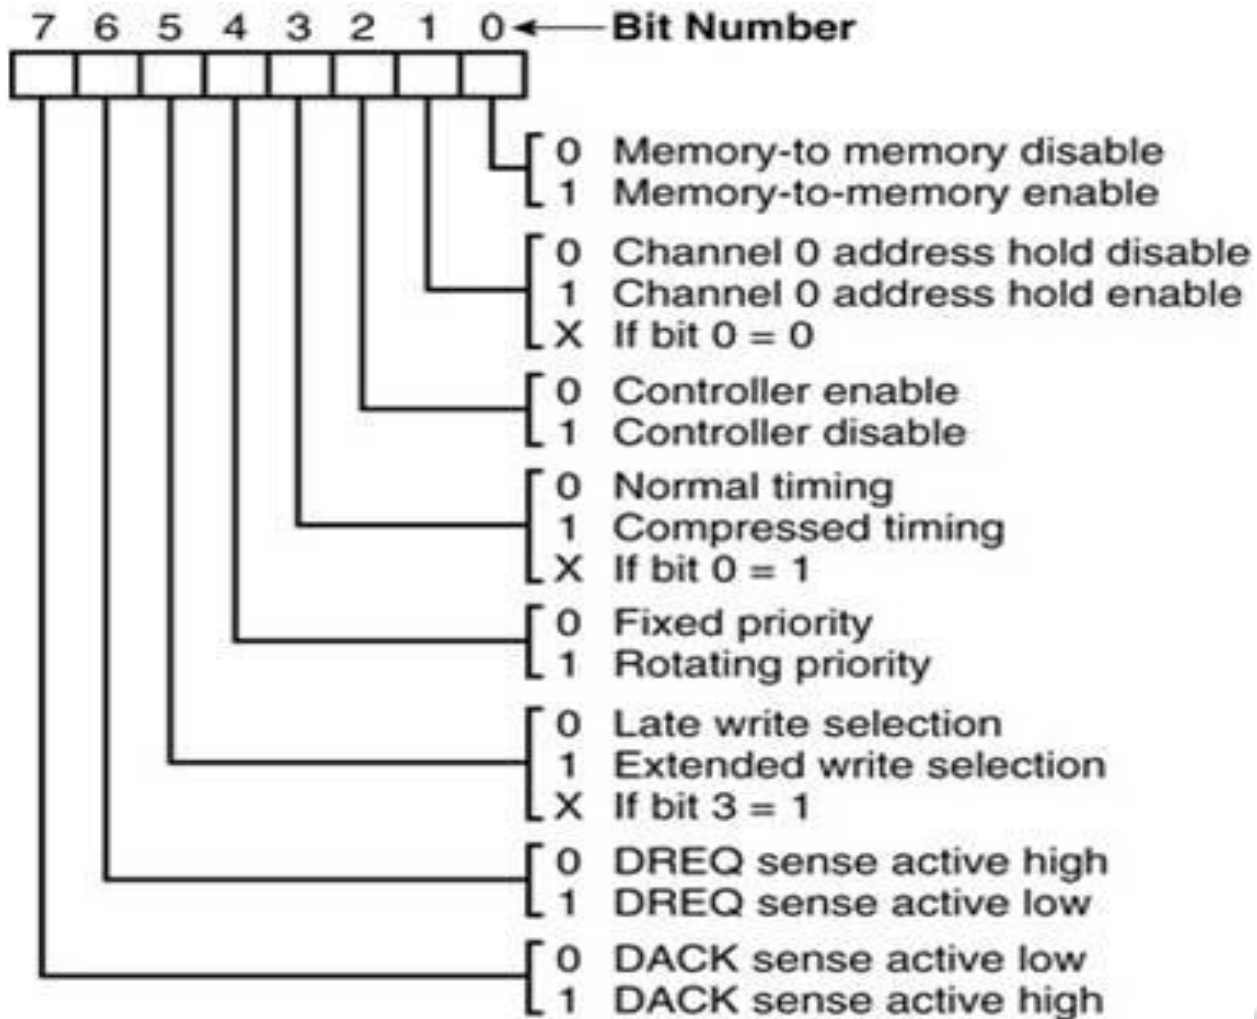 7 6 5 4 3 2 1 0 Bit Number
0 Memory-to memory disable
1 Memory-to-memory enable
0 Channel 0 address hold disable
1 Channel 0 address hold enable
X If bit 0 = 0
0 Controller enable
1 Controller disable
0 Normal timing
1 Compressed timing
X If bit 0 = 1
0 Fixed priority
1 Rotating priority
0 Late write selection
1 Extended write selection
X If bit 3 = 1
0 DREQ sense active high
1 DREQ sense active low
0 DACK sense active low
1 DACK sense active high